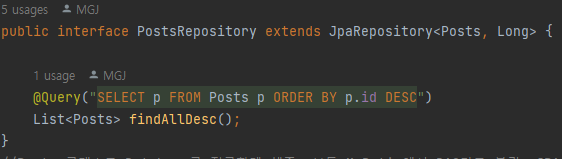 5 usages MGJ
public interface PostsRepository extends JpaRepository<Posts, Long> {
1 usage MGJ
@Query("SELECT p FROM Posts p ORDER BY p.id DESC")
List<Posts> findAllDesc();
}